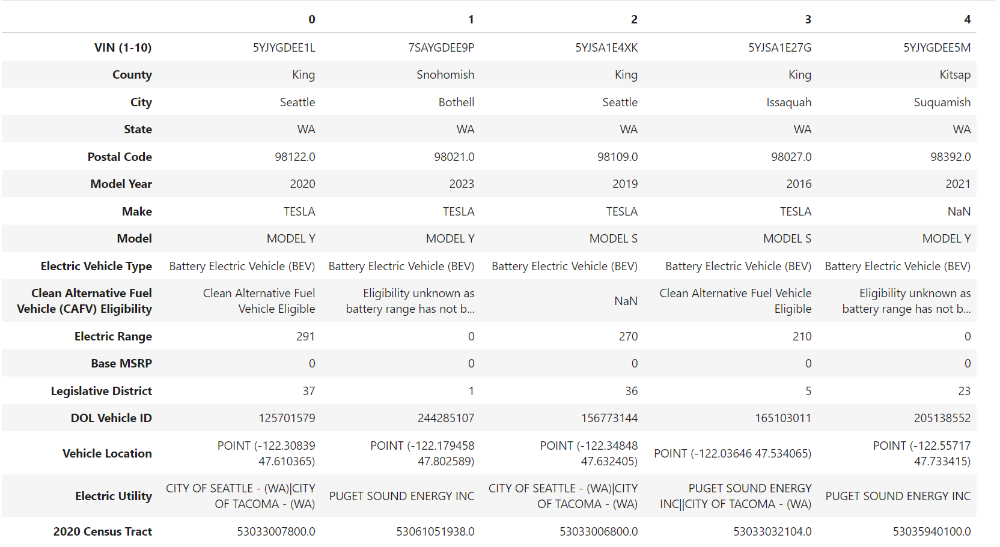 0 1 2 3 4
VIN (1-10) 5YJYGDEE1L 7SAYGDEE9P 5YJSA1E4XK 5YJSA1E27G 5YJYGDEE5M
County King Snohomish King King Kitsap
City Seattle Bothell Seattle Issaquah Suquamish
State WA WA WA WA WA
Postal Code 98122.0 98021.0 98109.0 98027.0 98392.0
Model Year 2020 2023 2019 2016 2021
Make TESLA TESLA TESLA TESLA NaN
Model MODEL Y MODEL Y MODEL S MODEL S MODEL Y
Electric Vehicle Type Battery Electric Vehicle (BEV) Battery Electric Vehicle (BEV) Battery Electric Vehicle (BEV) Battery Electric Vehicle (BEV) Battery Electric Vehicle (BEV)
Clean Alternative Fuel Clean Alternative Fuel Eligibility unknown as NaN Clean Alternative Fuel Vehicle Eligibility unknown as
Vehicle (CAFV) Eligibility Vehicle Eligible battery range has not b... Eligible battery range has not b...
Electric Range 291 0 270 210 0
Base MSRP 0 0 0 0 0
Legislative District 37 1 36 5 23
DOL Vehicle ID 125701579 244285107 156773144 165103011 205138552
Vehicle Location POINT (-122.30839 POINT (-122.179458 POINT (-122.34848 POINT (-122.03646 47.534065) POINT (-122.55717
47.610365) 47.802589) 47.632405) 47.733415)
Electric Utility CITY OF SEATTLE - (WA)|CITY PUGET SOUND ENERGY INC CITY OF SEATTLE - (WA)|CITY PUGET SOUND ENERGY PUGET SOUND ENERGY INC
OF TACOMA - (WA) OF TACOMA - (WA) INC||CITY OF TACOMA - (WA)
2020 Census Tract 53033007800.0 53061051938.0 53033006800.0 53033032104.0 53035940100.0